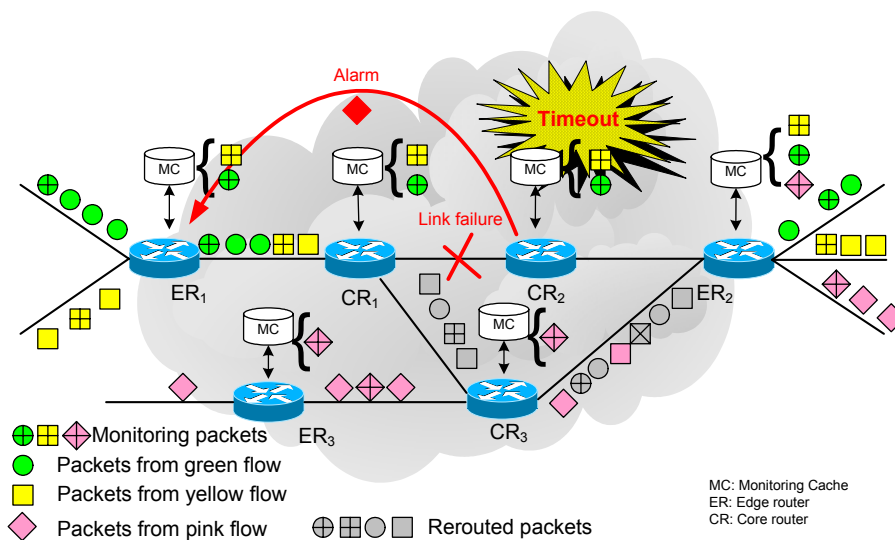 Alarm
Timeout
MC
MC
MC
MC
Link failure
ER1
CR1
CR2
ER2
MC
MC
ER3
CR3
Monitoring packets
Packets from green flow
Packets from yellow flow
Packets from pink flow
Rerouted packets
MC: Monitoring Cache
ER: Edge router
CR: Core router